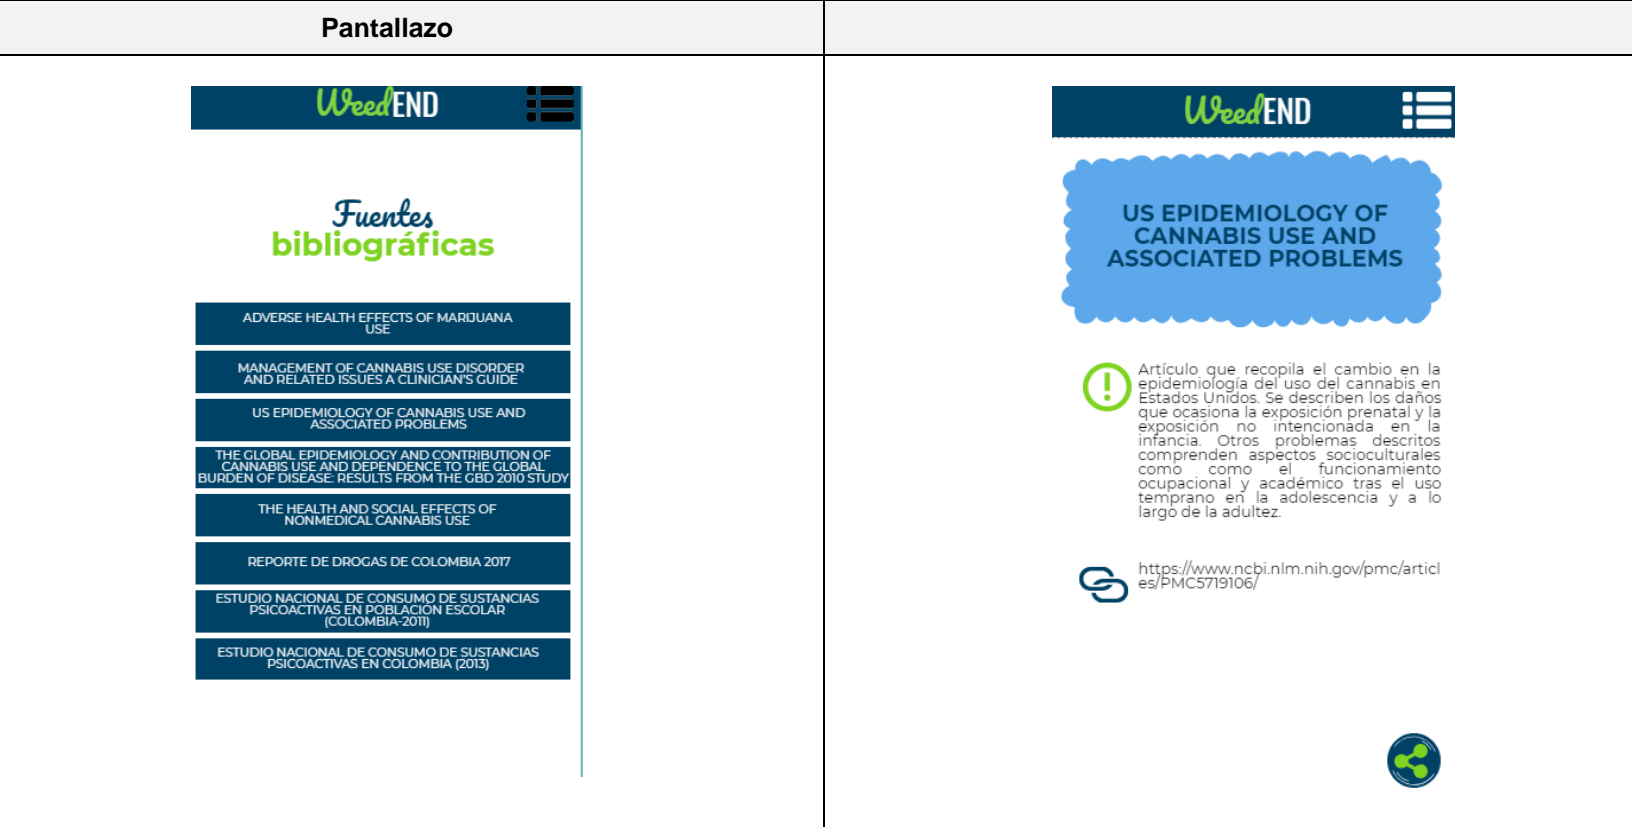 Pantallazo
WeedEND
Fuentes
bibliográficas
ADVERSE HEALTH EFFECTS OF MARIJUANA
USE
MANAGEMENT OF CANNABIS USE DISORDER
AND RELATED ISSUES A CLINICIAN'S GUIDE
US EPIDEMIOLOGY OF CANNABIS USE AND
ASSOCIATED PROBLEMS
THE GLOBAL EPIDEMIOLOGY AND CONTRIBUTION OF
CANNABIS USE AND DEPENDENCE TO THE GLOBAL
BURDEN OF DISEASE: RESULTS FROM THE GBD 2010 STUDY
THE HEALTH AND SOCIAL EFFECTS OF
NONMEDICAL CANNABIS USE
REPORTE DE DROGAS DE COLOMBIA 2017
ESTUDIO NACIONAL DE CONSUMO DE SUSTANCIAS
PSICOACTIVAS EN POBLACIÓN ESCOLAR
(COLOMBIA-2011)
ESTUDIO NACIONAL DE CONSUMO DE SUSTANCIAS
PSICOACTIVAS EN COLOMBIA (2013)
WeedEND
US EPIDEMIOLOGY OF
CANNABIS USE AND
ASSOCIATED PROBLEMS
Artículo que recopila el cambio en la
epidemiología del uso del cannabis en
Estados Unidos. Se describen los daños
que ocasiona la exposición prenatal y la
exposición no intencionada en la
infancia. Otros problemas descritos
comprenden aspectos socioculturales
como como el funcionamiento
ocupacional y académico tras el uso
temprano en la adolescencia y a lo
largo de la adultez.
https://www.ncbi.nlm.nih.gov/pmc/articl
es/PMC5719106/